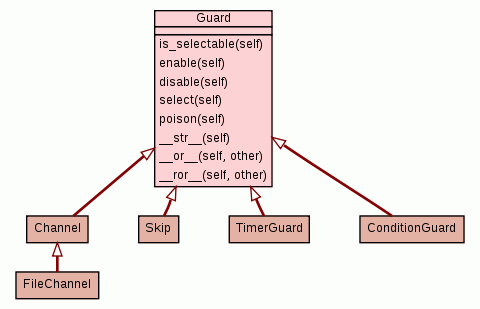 Guard
is_selectable(self)
enable(self)
disable(self)
select(self)
poison(self)
__str__(self)
__or__(self, other)
__ror__(self, other)
Channel
Skip
TimerGuard
ConditionGuard
FileChannel